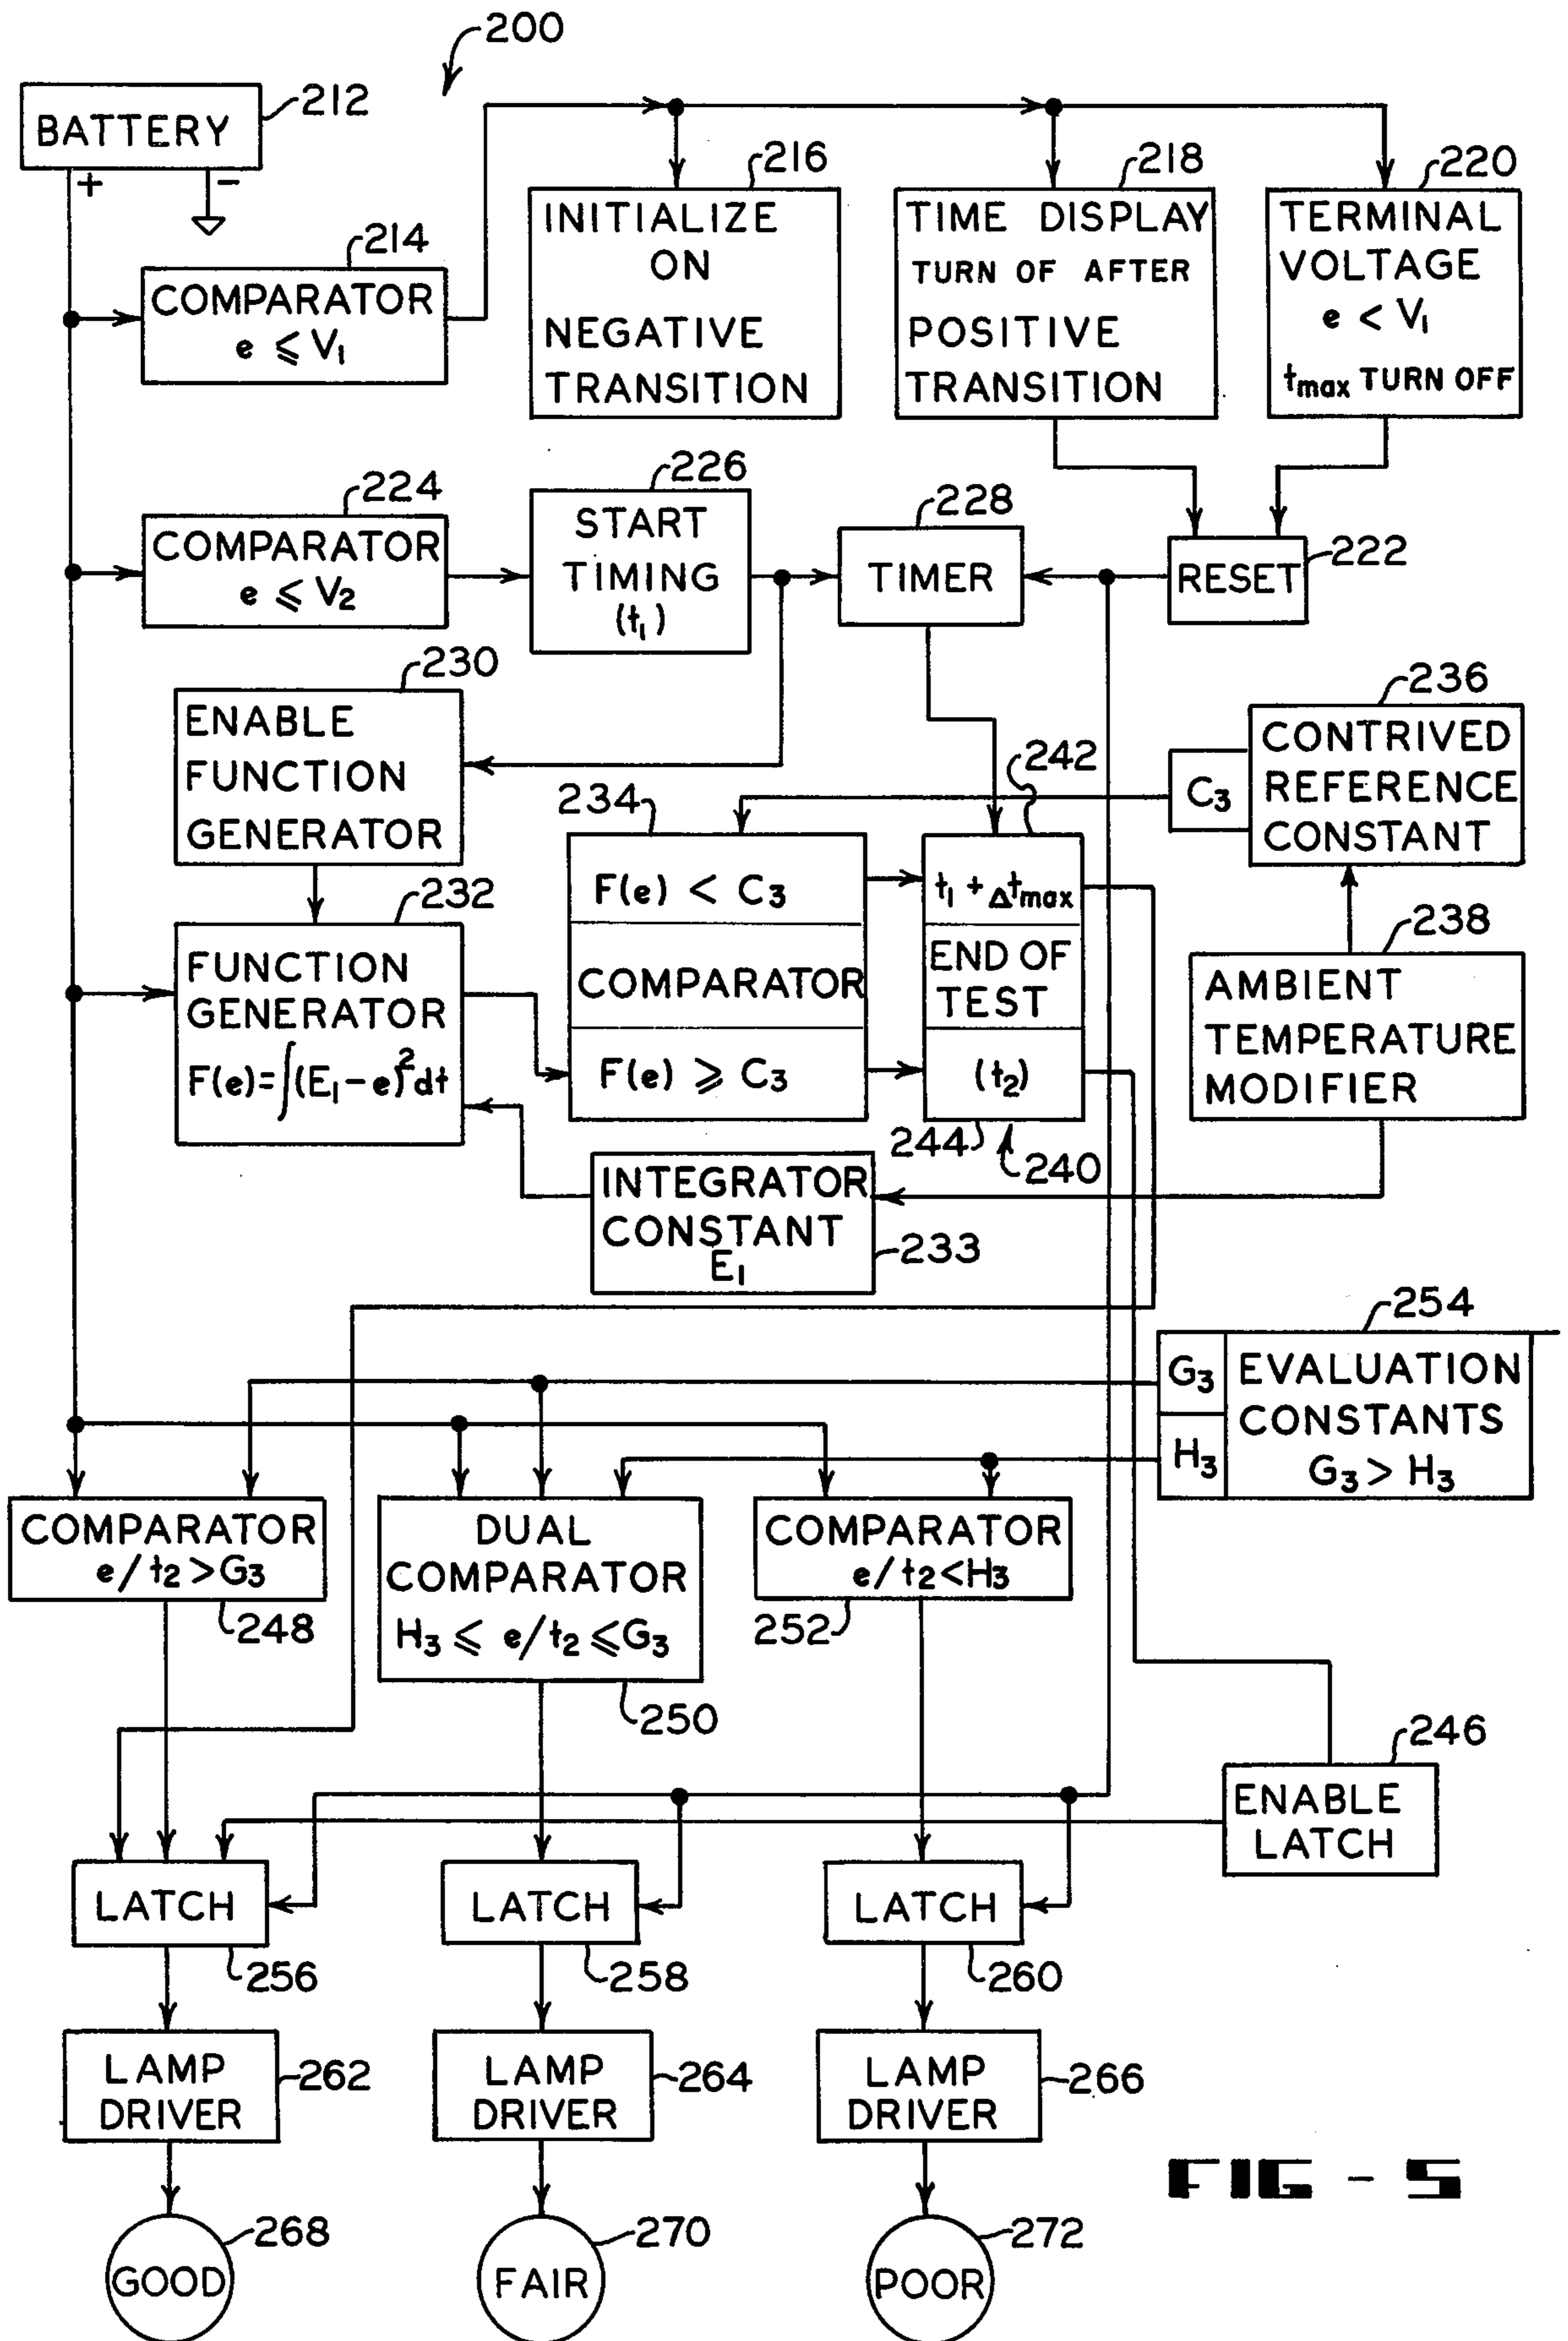 200
BATTERY
212
+
-
214
COMPARATOR
e ⩽ V₁
216
INITIALIZE
ON
NEGATIVE
TRANSITION
218
TIME DISPLAY
TURN OF AFTER
POSITIVE
TRANSITION
220
TERMINAL
VOLTAGE
e < V₁
tmax TURN OFF
224
COMPARATOR
e ⩽ V₂
226
START
TIMING
(t₁)
228
TIMER
RESET
222
230
ENABLE
FUNCTION
GENERATOR
232
FUNCTION
GENERATOR
F(e)=∫(E₁-e)²dt
234
F(e) < C₃
COMPARATOR
F(e) ⩾ C₃
242
t₁ + Δtmax
END OF
TEST
(t₂)
244
240
236
C₃
CONTRIVED
REFERENCE
CONSTANT
238
AMBIENT
TEMPERATURE
MODIFIER
INTEGRATOR
CONSTANT
E₁
233
254
G₃
H₃
EVALUATION
CONSTANTS
G₃ > H₃
COMPARATOR
e/t₂>G₃
248
DUAL
COMPARATOR
H₃ ⩽ e/t₂ ⩽G₃
250
COMPARATOR
e/t₂<H₃
252
246
ENABLE
LATCH
LATCH
256
LATCH
258
LATCH
260
LAMP
DRIVER
262
LAMP
DRIVER
264
LAMP
DRIVER
266
GOOD
268
FAIR
270
POOR
272
FIG - 5